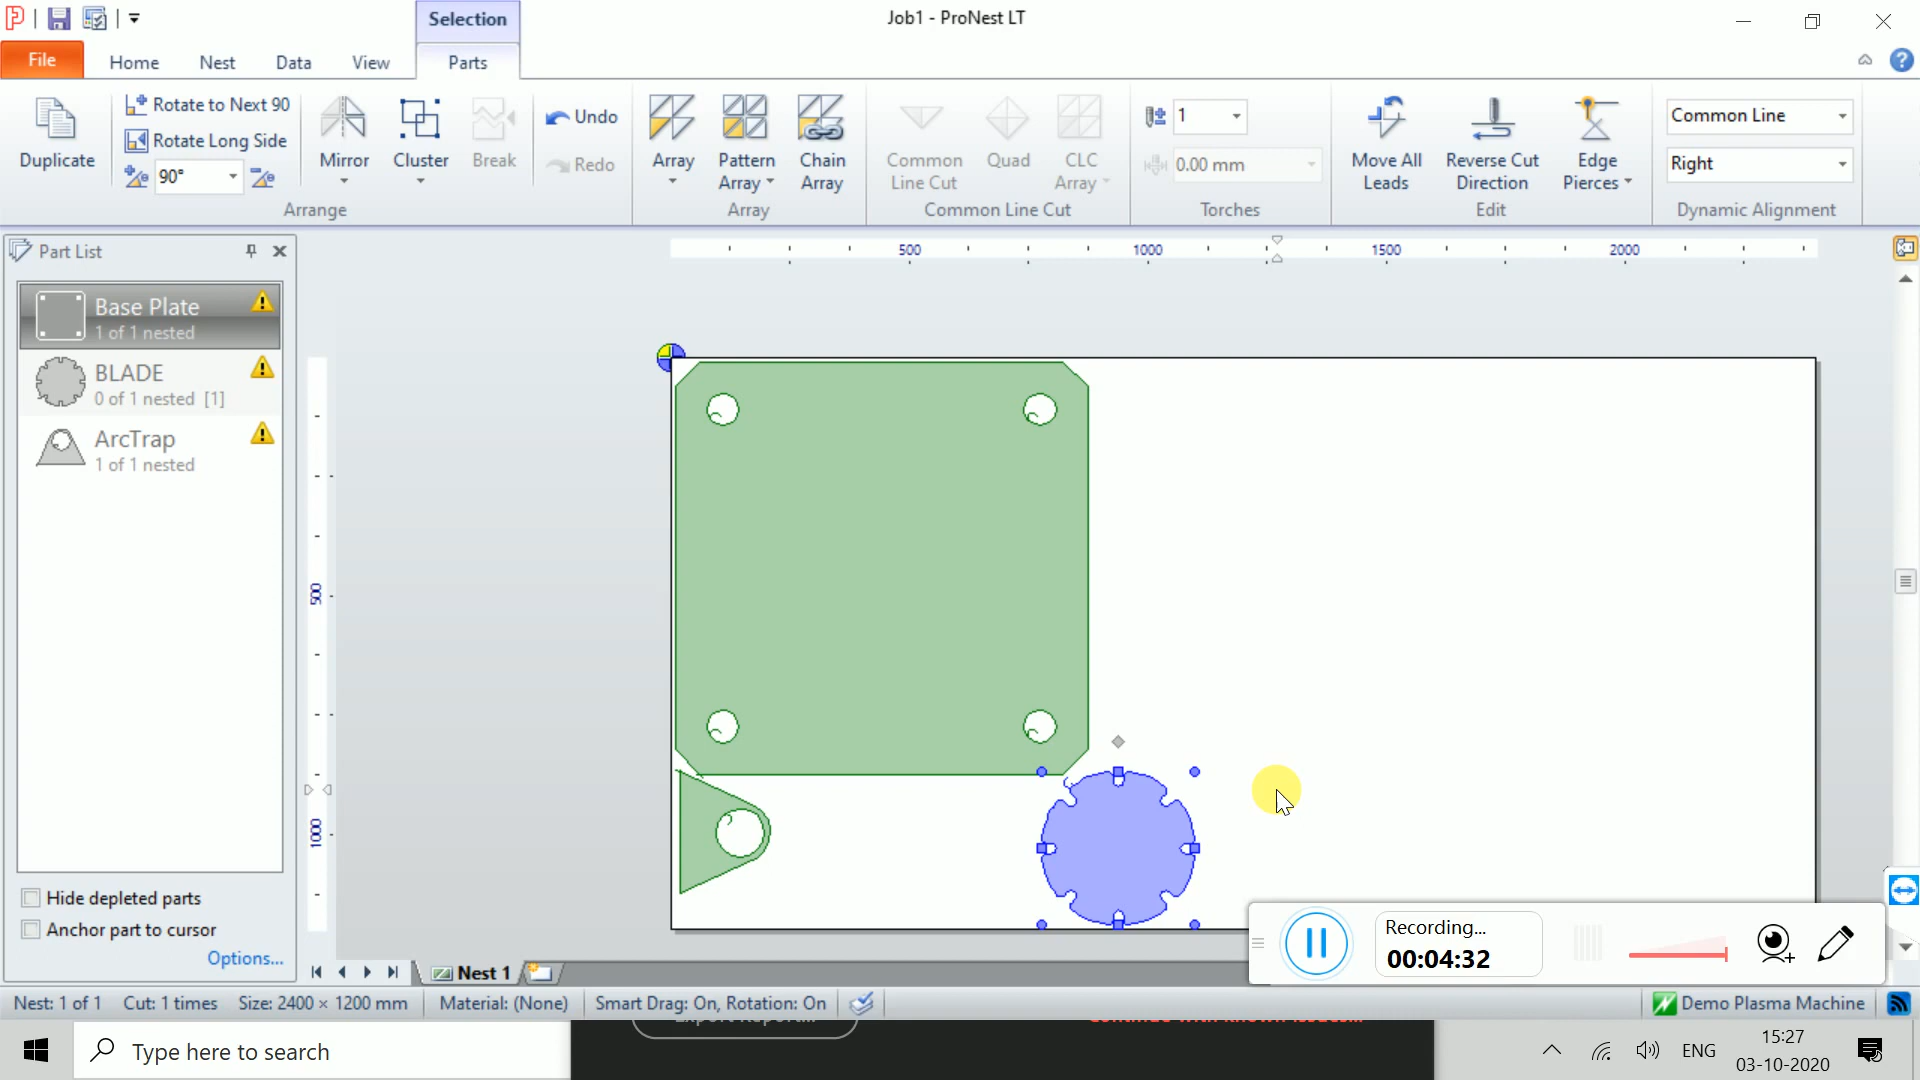 Selection
Job1 - ProNest LT
File
Home
Nest
Data
View
Parts
Duplicate
Rotate to Next 90
Rotate Long Side
90°
Mirror
Cluster
Break
Undo
Redo
Arrange
Array
Pattern
Array
Chain
Array
Array
Common
Line Cut
Quad
CLC
Array
Common Line Cut
1
0.00 mm
Torches
Move All
Leads
Reverse Cut
Direction
Edge
Pierces
Edit
Common Line
Right
Dynamic Alignment
Part List
Base Plate
1 of 1 nested
BLADE
0 of 1 nested [1]
ArcTrap
1 of 1 nested
500
1000
1500
2000
500
1000
Hide depleted parts
Anchor part to cursor
Options...
Nest 1
Recording...
00:04:32
Nest: 1 of 1
Cut: 1 times
Size: 2400 × 1200 mm
Material: (None)
Smart Drag: On, Rotation: On
Demo Plasma Machine
Type here to search
ENG
15:27
03-10-2020